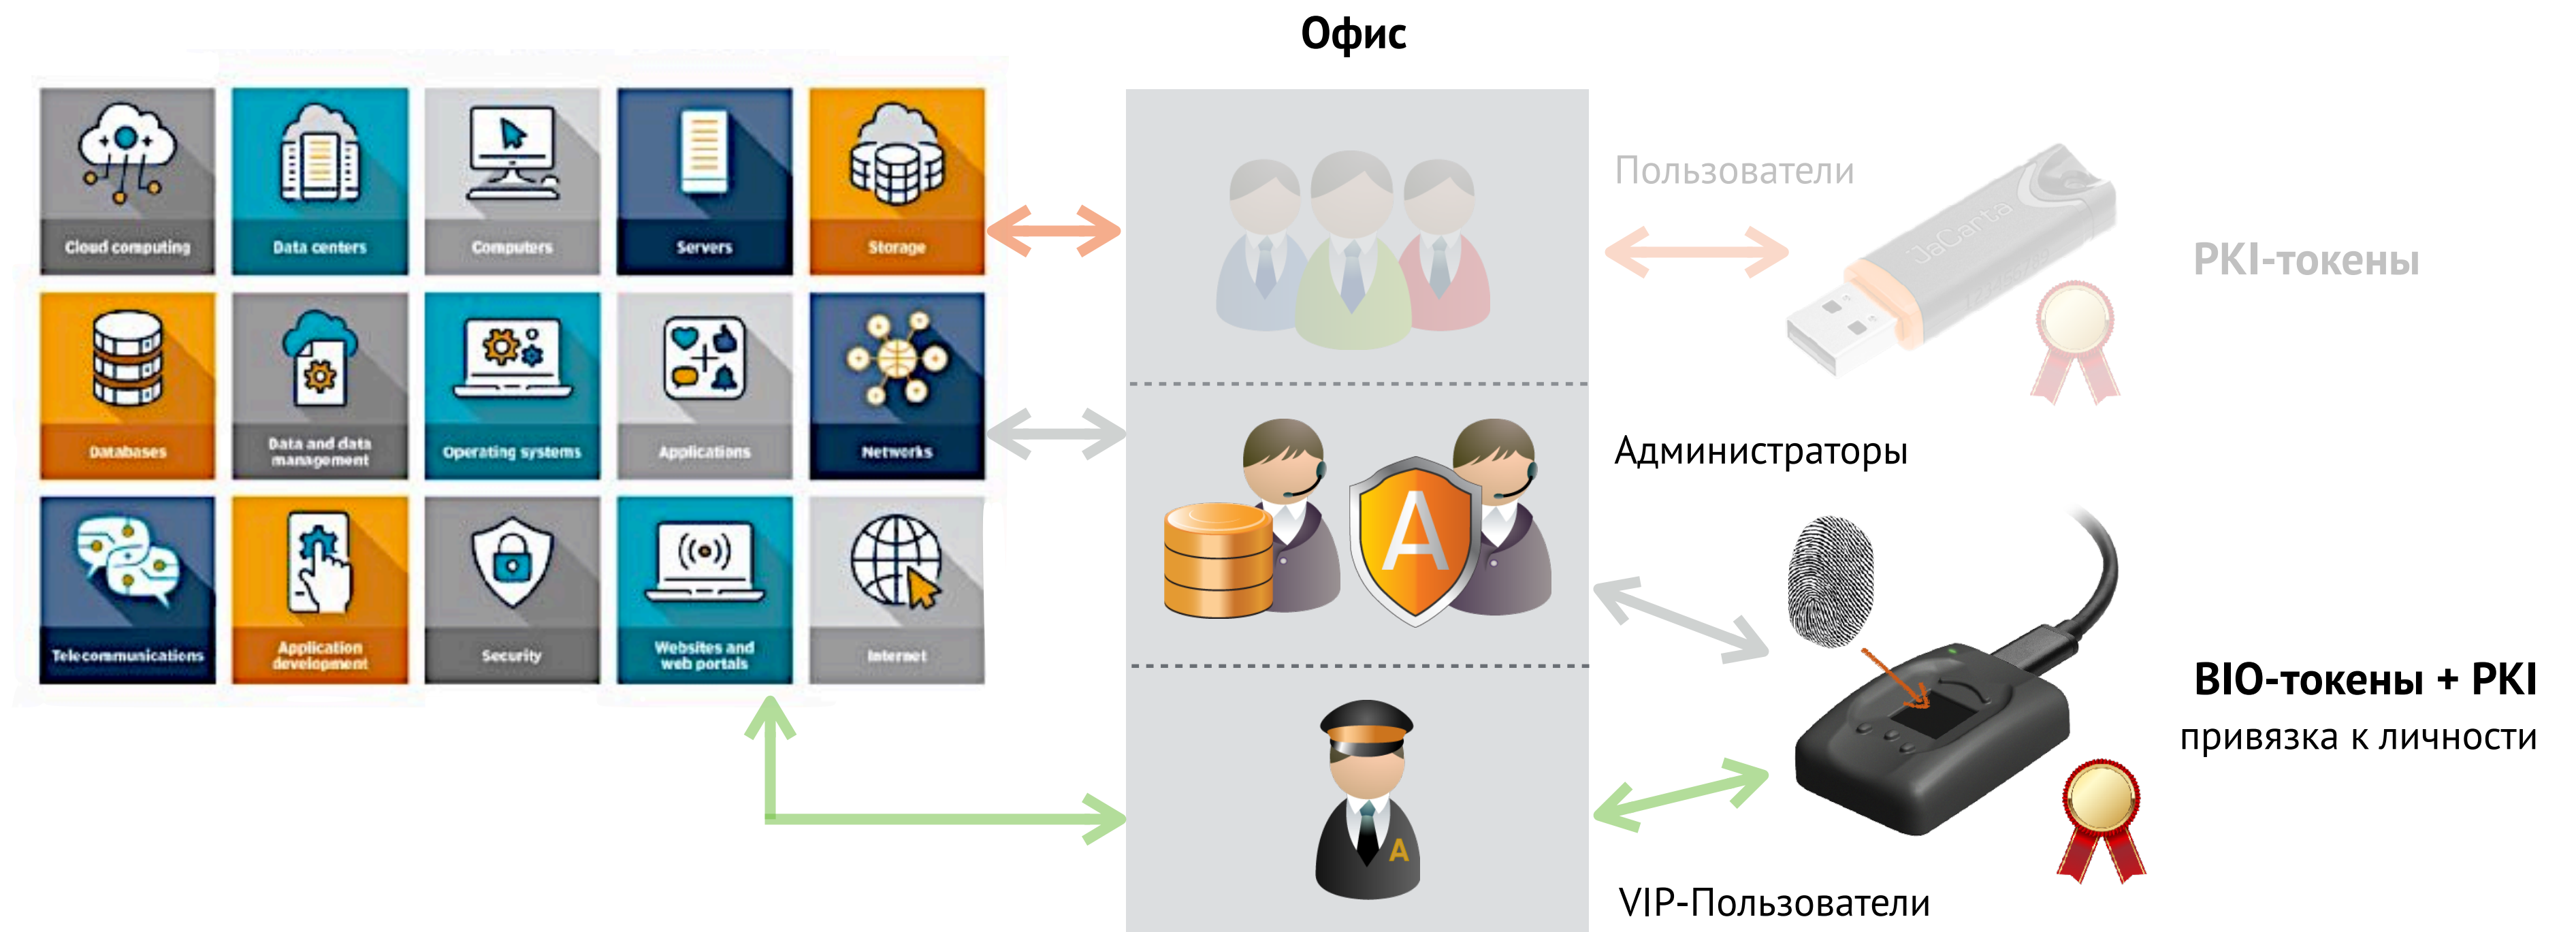 Офис
Cloud computing
Data centers
Computers
Servers
Storage
Databases
Data and data
management
Operating systems
Applications
Networks
Telecommunications
Application
development
Security
Websites and
web portals
Internet
Пользователи
JaCarta
PKI-токены
Администраторы
A
A
BIO-токены + PKI
привязка к личности
VIP-Пользователи